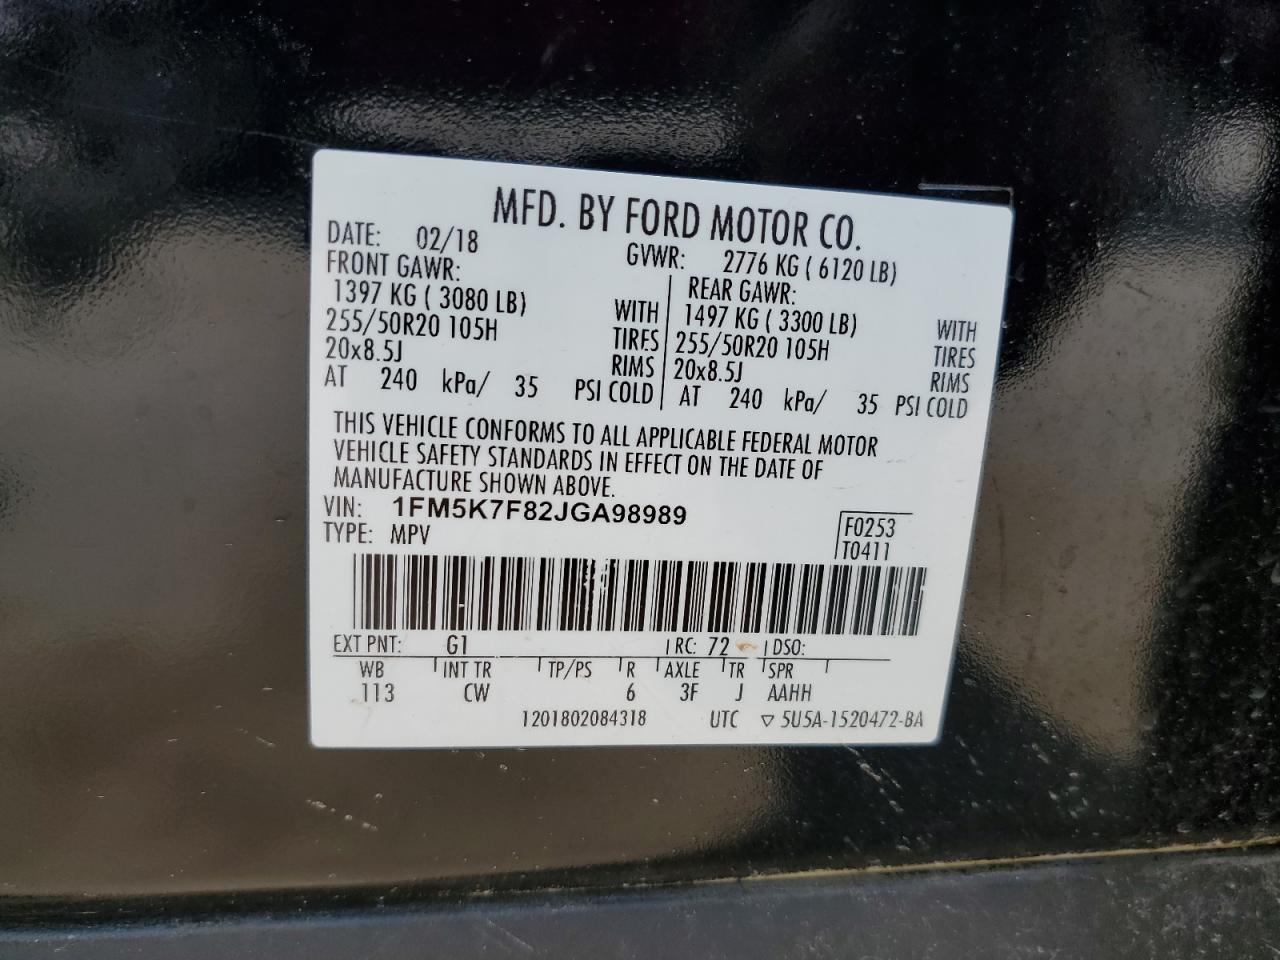 MFD. BY FORD MOTOR CO.
DATE: 02/18 GVWR: 2776 KG ( 6120 LB)
FRONT GAWR:
1397 KG ( 3080 LB) WITH
255/50R20 105H TIRES
20x8.5J RIMS
AT 240 kPa/ 35 PSI COLD
REAR GAWR:
1497 KG ( 3300 LB) WITH
255/50R20 105H TIRES
20x8.5J RIMS
AT 240 kPa/ 35 PSI COLD
THIS VEHICLE CONFORMS TO ALL APPLICABLE FEDERAL MOTOR
VEHICLE SAFETY STANDARDS IN EFFECT ON THE DATE OF
MANUFACTURE SHOWN ABOVE.
VIN: 1FM5K7F82JGA98989
TYPE: MPV
F0253
T0411
EXT PNT: G1 RC: 72 DSO:
WB INT TR TP/PS R AXLE TR SPR
113 CW 6 3F J AAHH
1201802084318 UTC ▽ 5U5A-1520472-BA